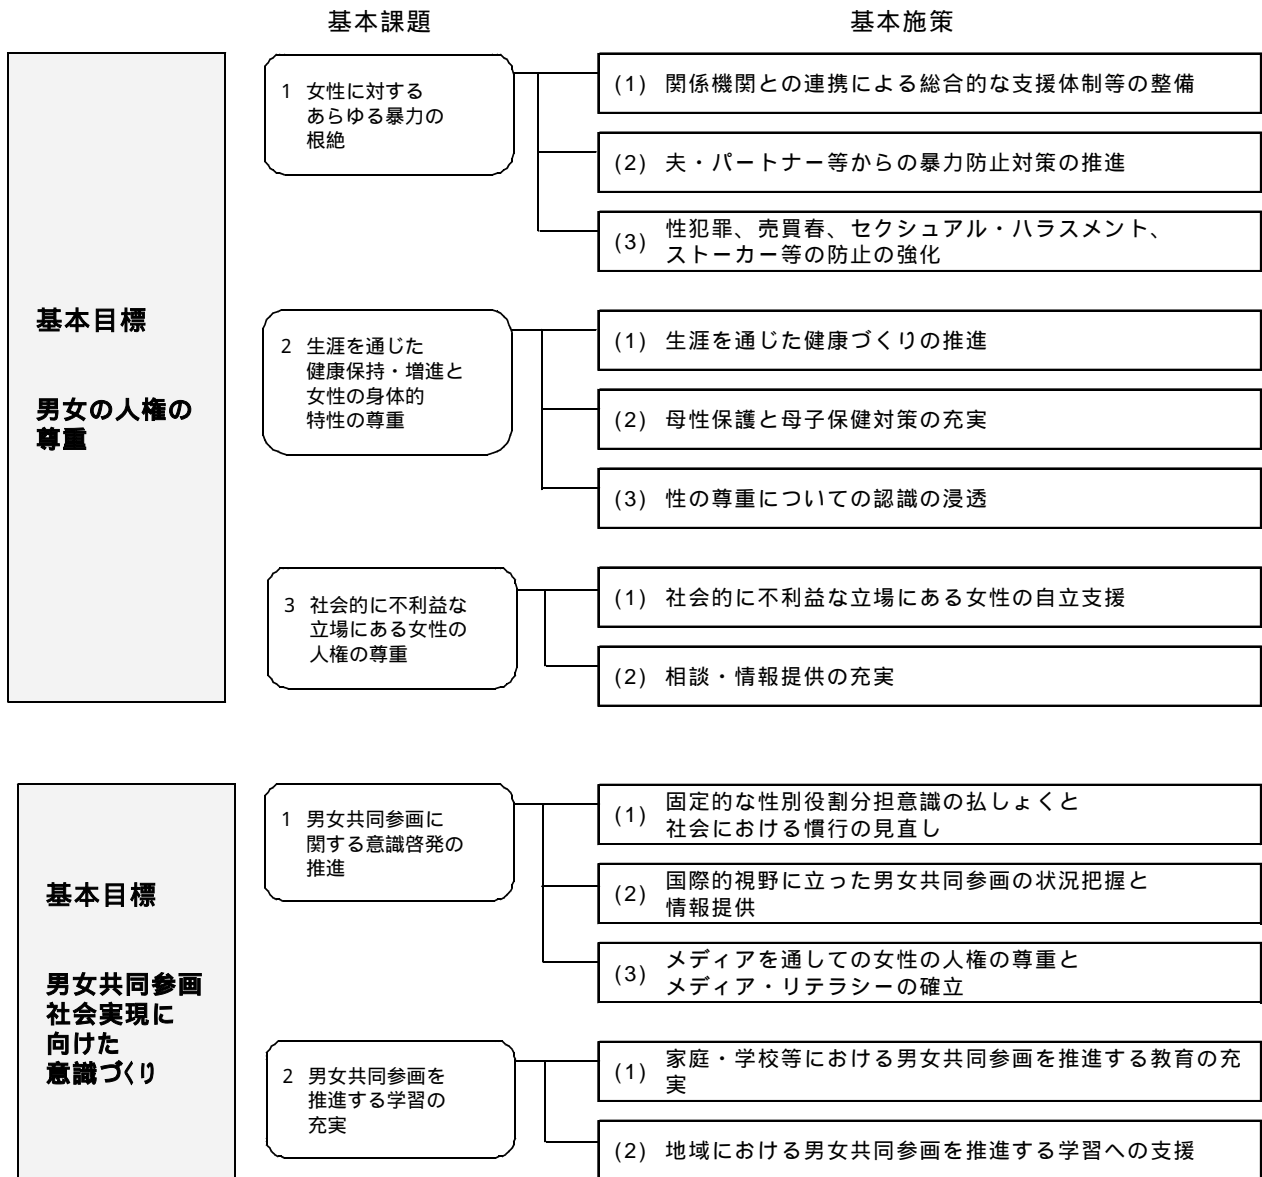 基本課題
基本施策
基本目標
男女の人権の
尊重
1 女性に対する
あらゆる暴力の
根絶
(1) 関係機関との連携による総合的な支援体制等の整備
(2) 夫・パートナー等からの暴力防止対策の推進
(3) 性犯罪、売買春、セクシュアル・ハラスメント、
ストーカー等の防止の強化
2 生涯を通じた
健康保持・増進と
女性の身体的
特性の尊重
(1) 生涯を通じた健康づくりの推進
(2) 母性保護と母子保健対策の充実
(3) 性の尊重についての認識の浸透
3 社会的に不利益な
立場にある女性の
人権の尊重
(1) 社会的に不利益な立場にある女性の自立支援
(2) 相談・情報提供の充実
基本目標
男女共同参画
社会実現に
向けた
意識づくり
1 男女共同参画に
関する意識啓発の
推進
(1) 固定的な性別役割分担意識の払しょくと
社会における慣行の見直し
(2) 国際的視野に立った男女共同参画の状況把握と
情報提供
(3) メディアを通しての女性の人権の尊重と
メディア・リテラシーの確立
2 男女共同参画を
推進する学習の
充実
(1) 家庭・学校等における男女共同参画を推進する教育の充
実
(2) 地域における男女共同参画を推進する学習への支援